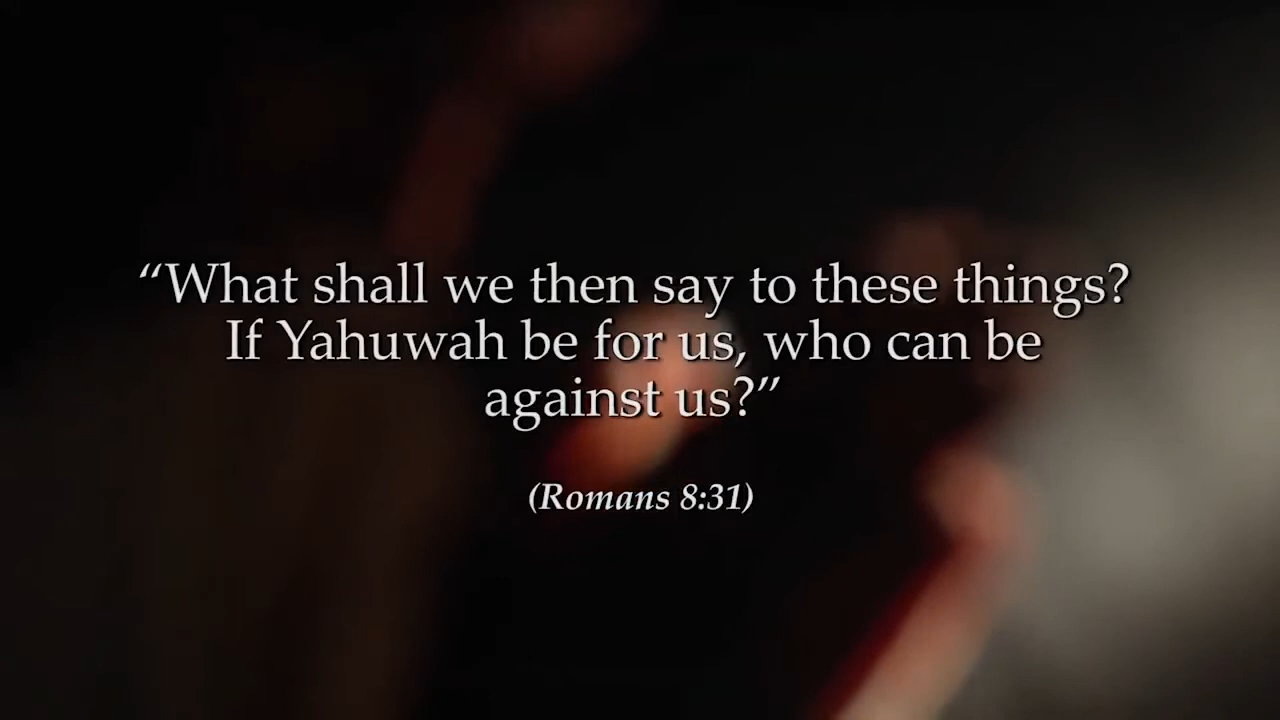 “What shall we then say to these things?
If Yahuwah be for us, who can be
against us?”
(Romans 8:31)